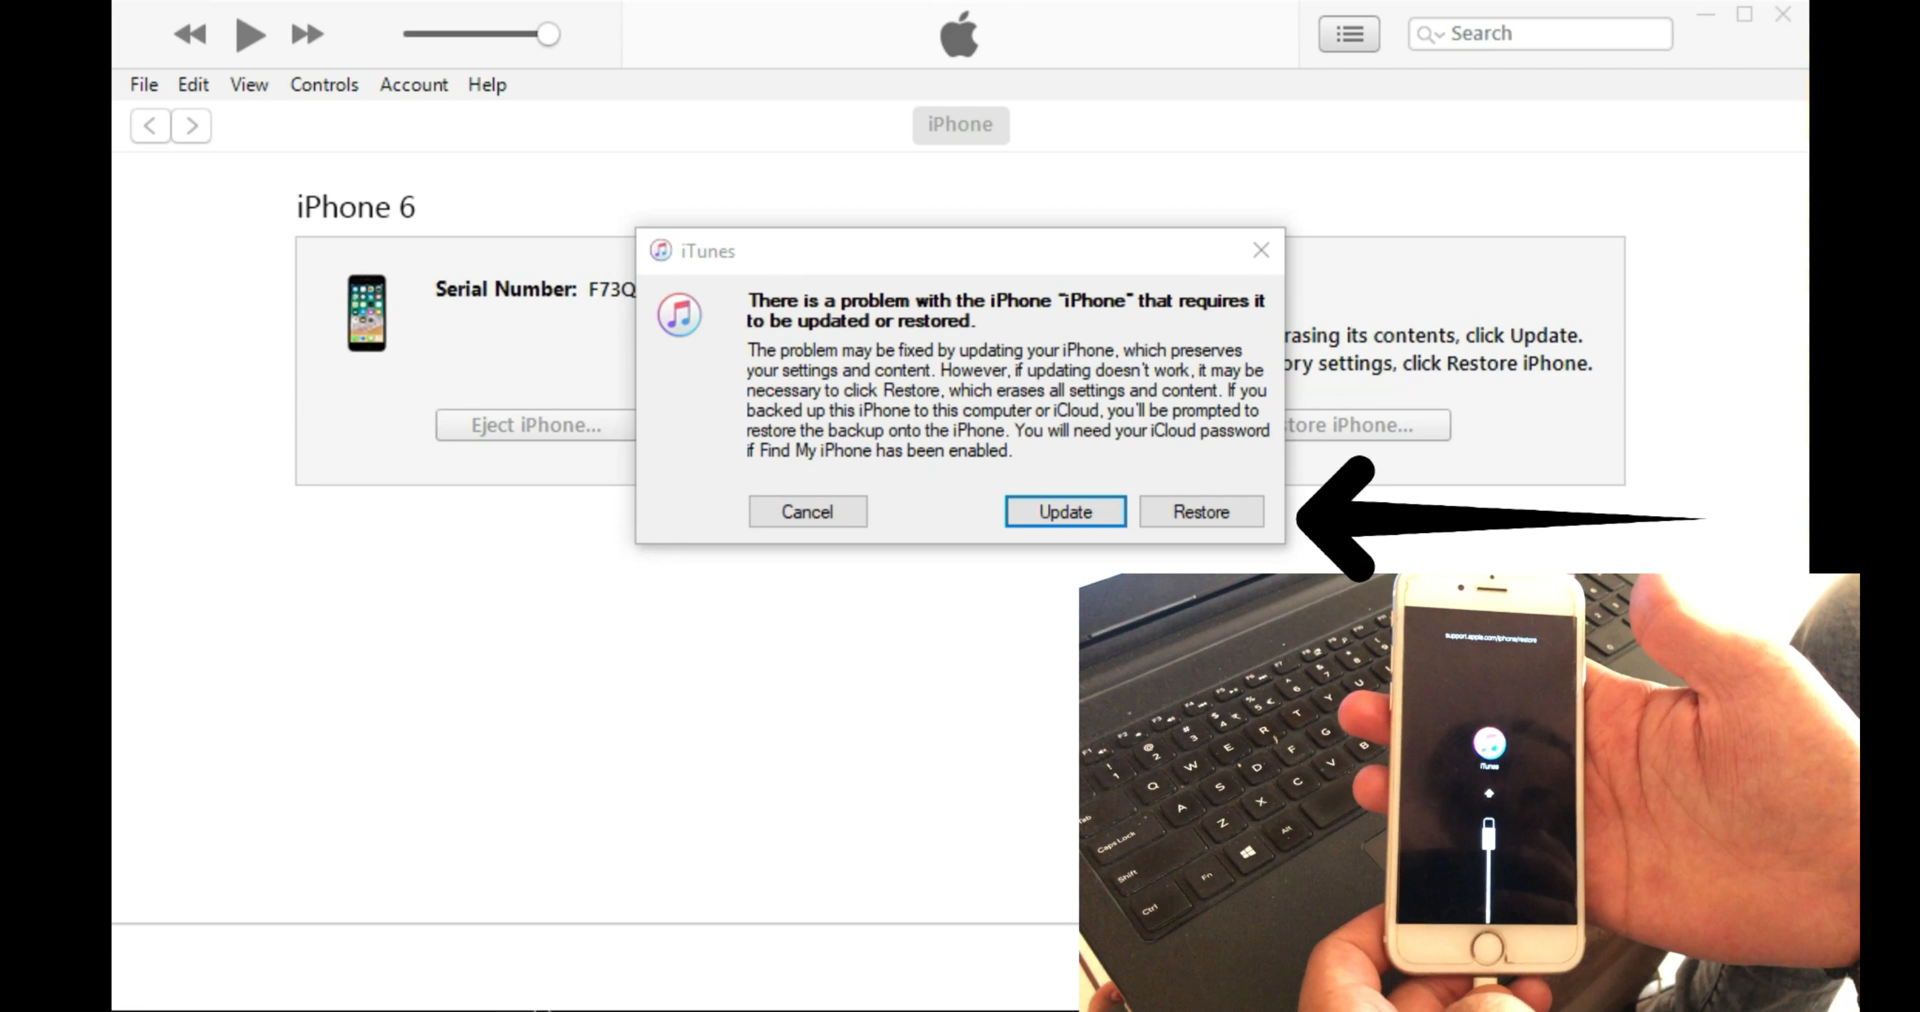 Search
File Edit View Controls Account Help
iPhone
iPhone 6
iTunes
Serial Number: F73Q
There is a problem with the iPhone "iPhone" that requires it
to be updated or restored.
The problem may be fixed by updating your iPhone, which preserves
your settings and content. However, if updating doesn't work, it may be
necessary to click Restore, which erases all settings and content. If you
backed up this iPhone to this computer or iCloud, you'll be prompted to
restore the backup onto the iPhone. You will need your iCloud password
if Find My iPhone has been enabled.
rasing its contents, click Update.
ory settings, click Restore iPhone.
Eject iPhone...
tore iPhone...
Cancel Update Restore
support.apple.com/iphone/restore
iTunes
Q W E R T Y U
A S D F G
Z X C V B
Caps Lock
Shift
Ctrl Fn Alt